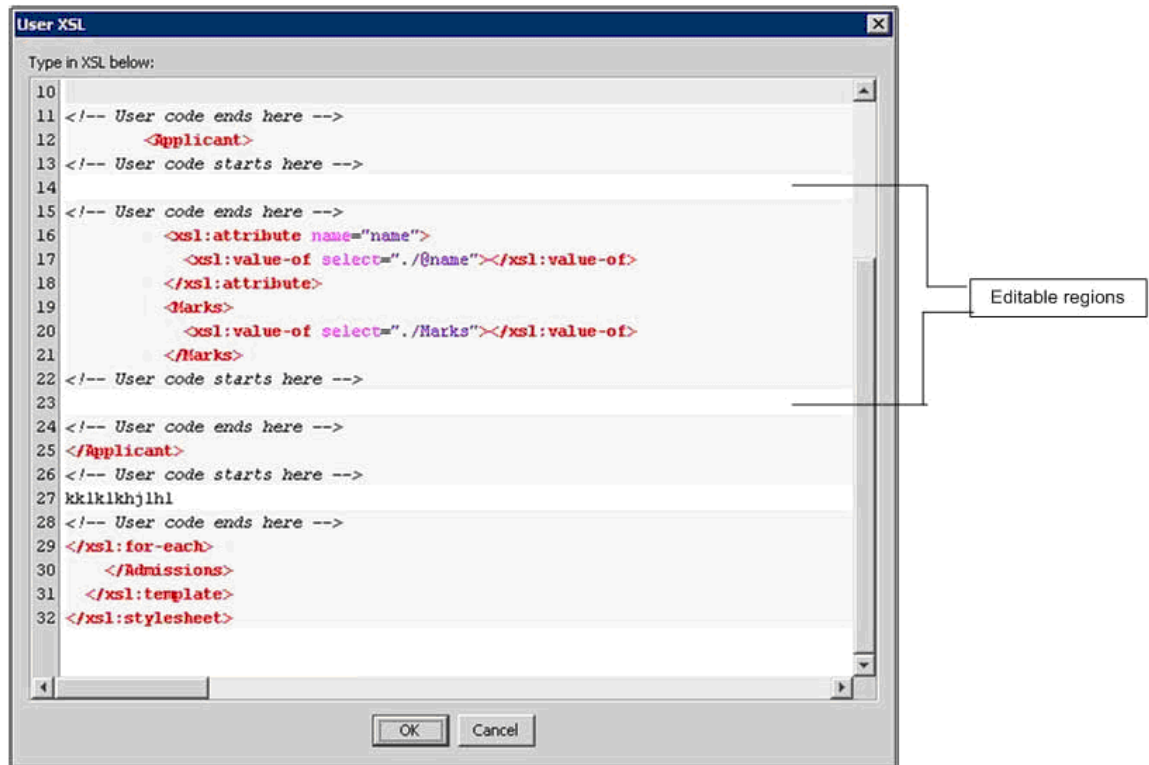 User XSL
Type in XSL below:
10
11 <!-- User code ends here -->
12 <Applicant>
13 <!-- User code starts here -->
14
15 <!-- User code ends here -->
16 <xsl:attribute name="name">
17 <xsl:value-of select="./@name"></xsl:value-of>
18 </xsl:attribute>
19 <Marks>
20 <xsl:value-of select="./Marks"></xsl:value-of>
21 </Marks>
22 <!-- User code starts here -->
23
24 <!-- User code ends here -->
25 </Applicant>
26 <!-- User code starts here -->
27 kklklkhjlhl
28 <!-- User code ends here -->
29 </xsl:for-each>
30 </Admissions>
31 </xsl:template>
32 </xsl:stylesheet>
Editable regions
OK Cancel